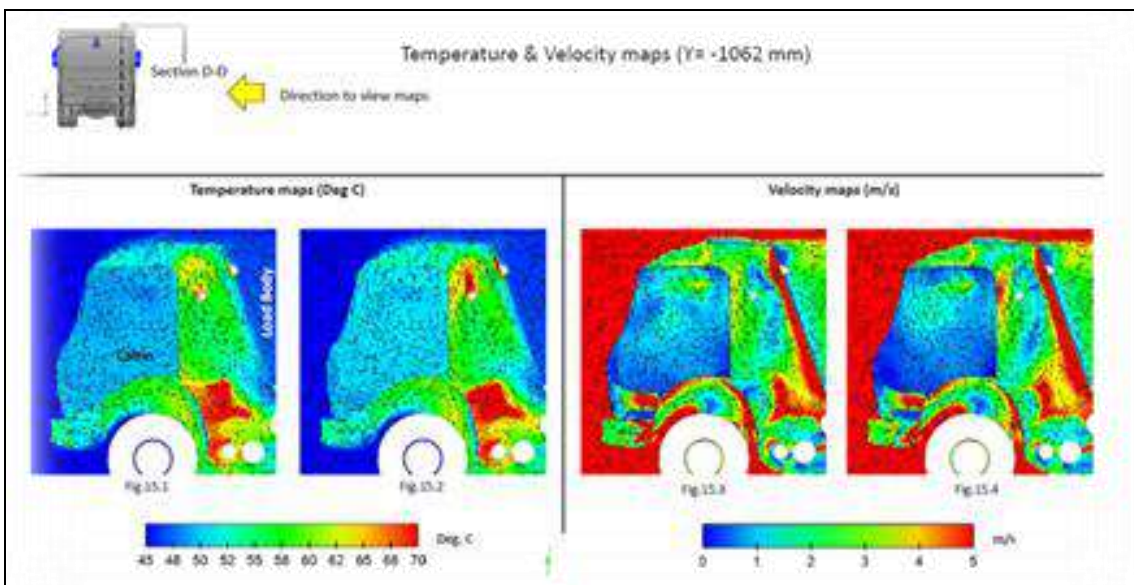 Temperature & Velocity maps (Y= -1062 mm)
Section D-D
Direction to view maps
Temperature maps (Deg C)
Velocity maps (m/s)
Load Body
Cabin
Fig.15.1
Fig.15.2
Fig.15.3
Fig.15.4
Deg. C
45 48 50 52 55 58 60 62 65 68 70
m/s
0 1 2 3 4 5